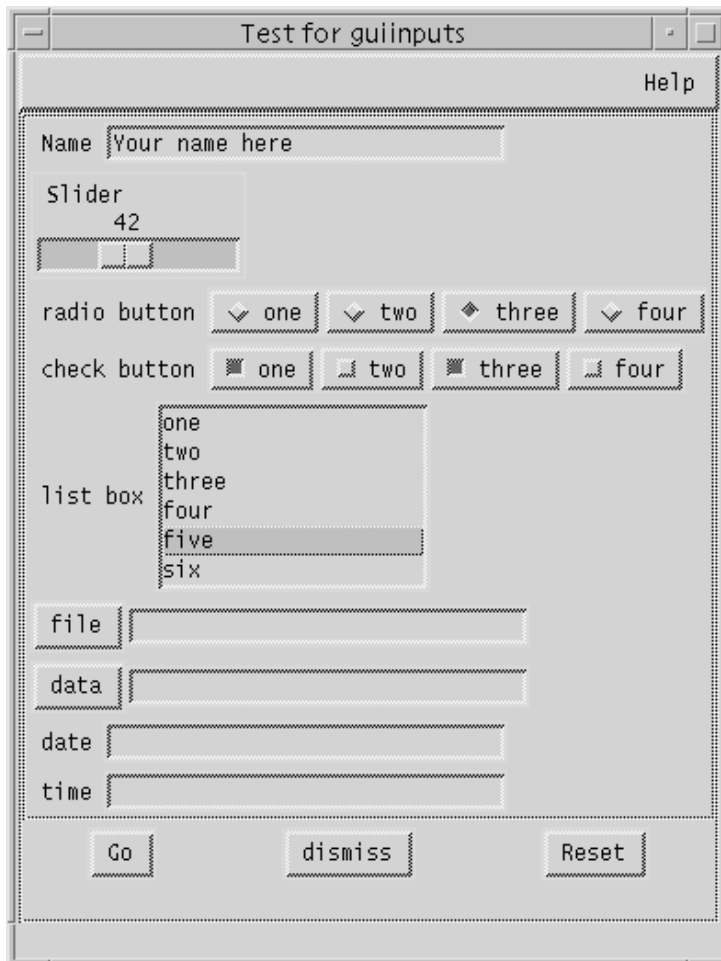 Test for guiinputs
Help
Name Your name here
Slider
42
radio button one two three four
check button one two three four
list box
one
two
three
four
five
six
file
data
date
time
Go dismiss Reset